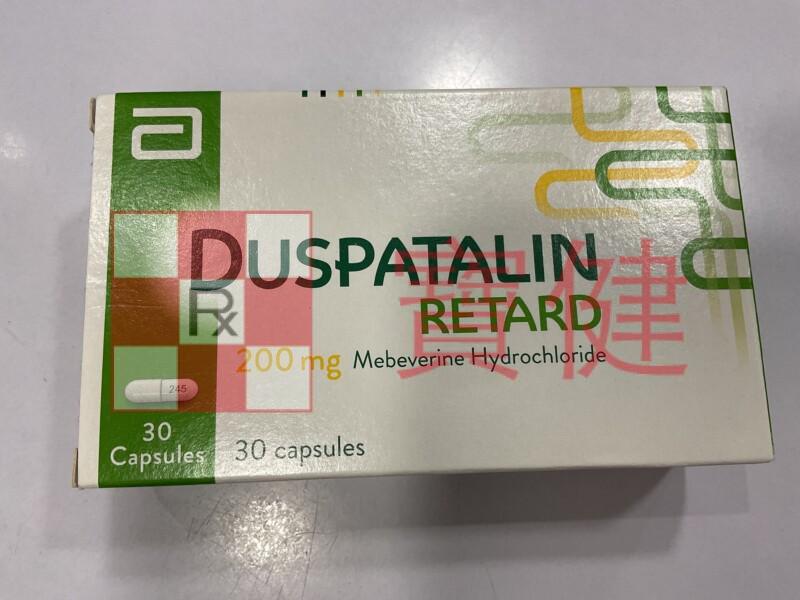 DUSPATALIN
RETARD
Rx
200 mg Mebeverine Hydrochloride
寶健
245
30
Capsules
30 capsules